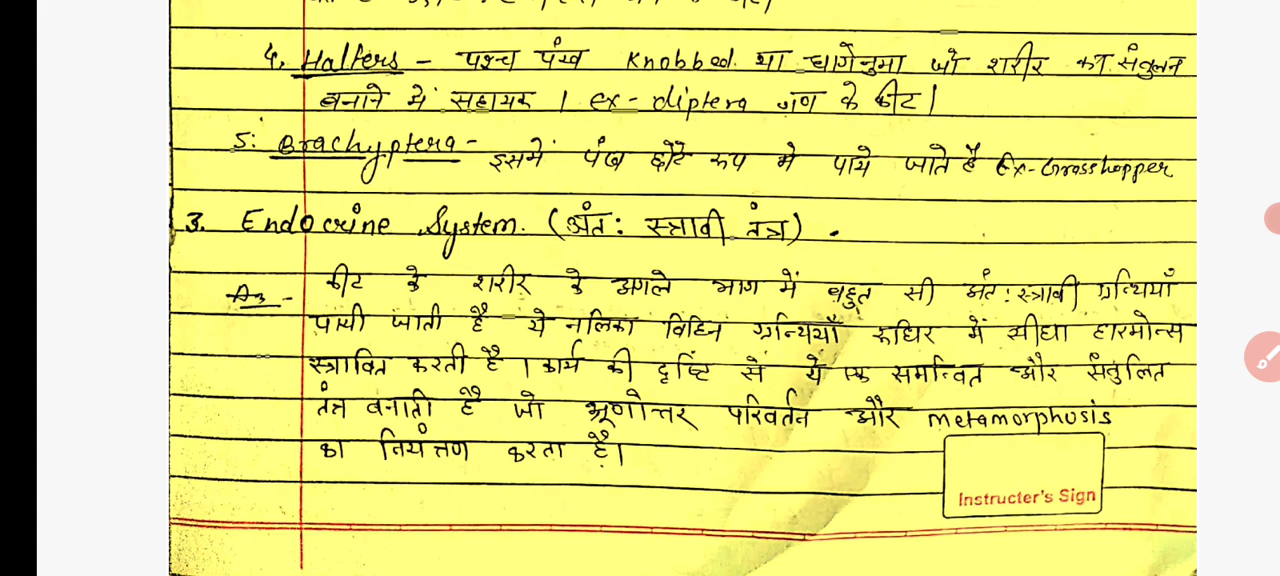 4. Halters - पश्च पंख Knobbed. या धागेनुमा जो शरीर का संतुलन
बनाने में सहायक । ex- diptera गण के कीट।
5: Brachyptera - इसमें पंख छोटे रूप मे पाये जाते है Ex- Grasshopper
3. Endocrine System. (अंत: स्त्रावी तंत्र) .
Ans - कीट के शरीर के अगले भाग में बहुत सी अंत: स्त्रावी ग्रन्थियाँ
पायी जाती है ये नलिका विहिन ग्रन्थियाँ रूधिर में सीधा हारमोन्स
स्त्रावित करती है । कार्य की दृष्टि से ये एक समन्वित और संतुलित
तंत्र बनाती है जो भ्रूणोत्तर परिवर्तन और metamorphosis
का नियंत्तण करता है।
Instructer's Sign